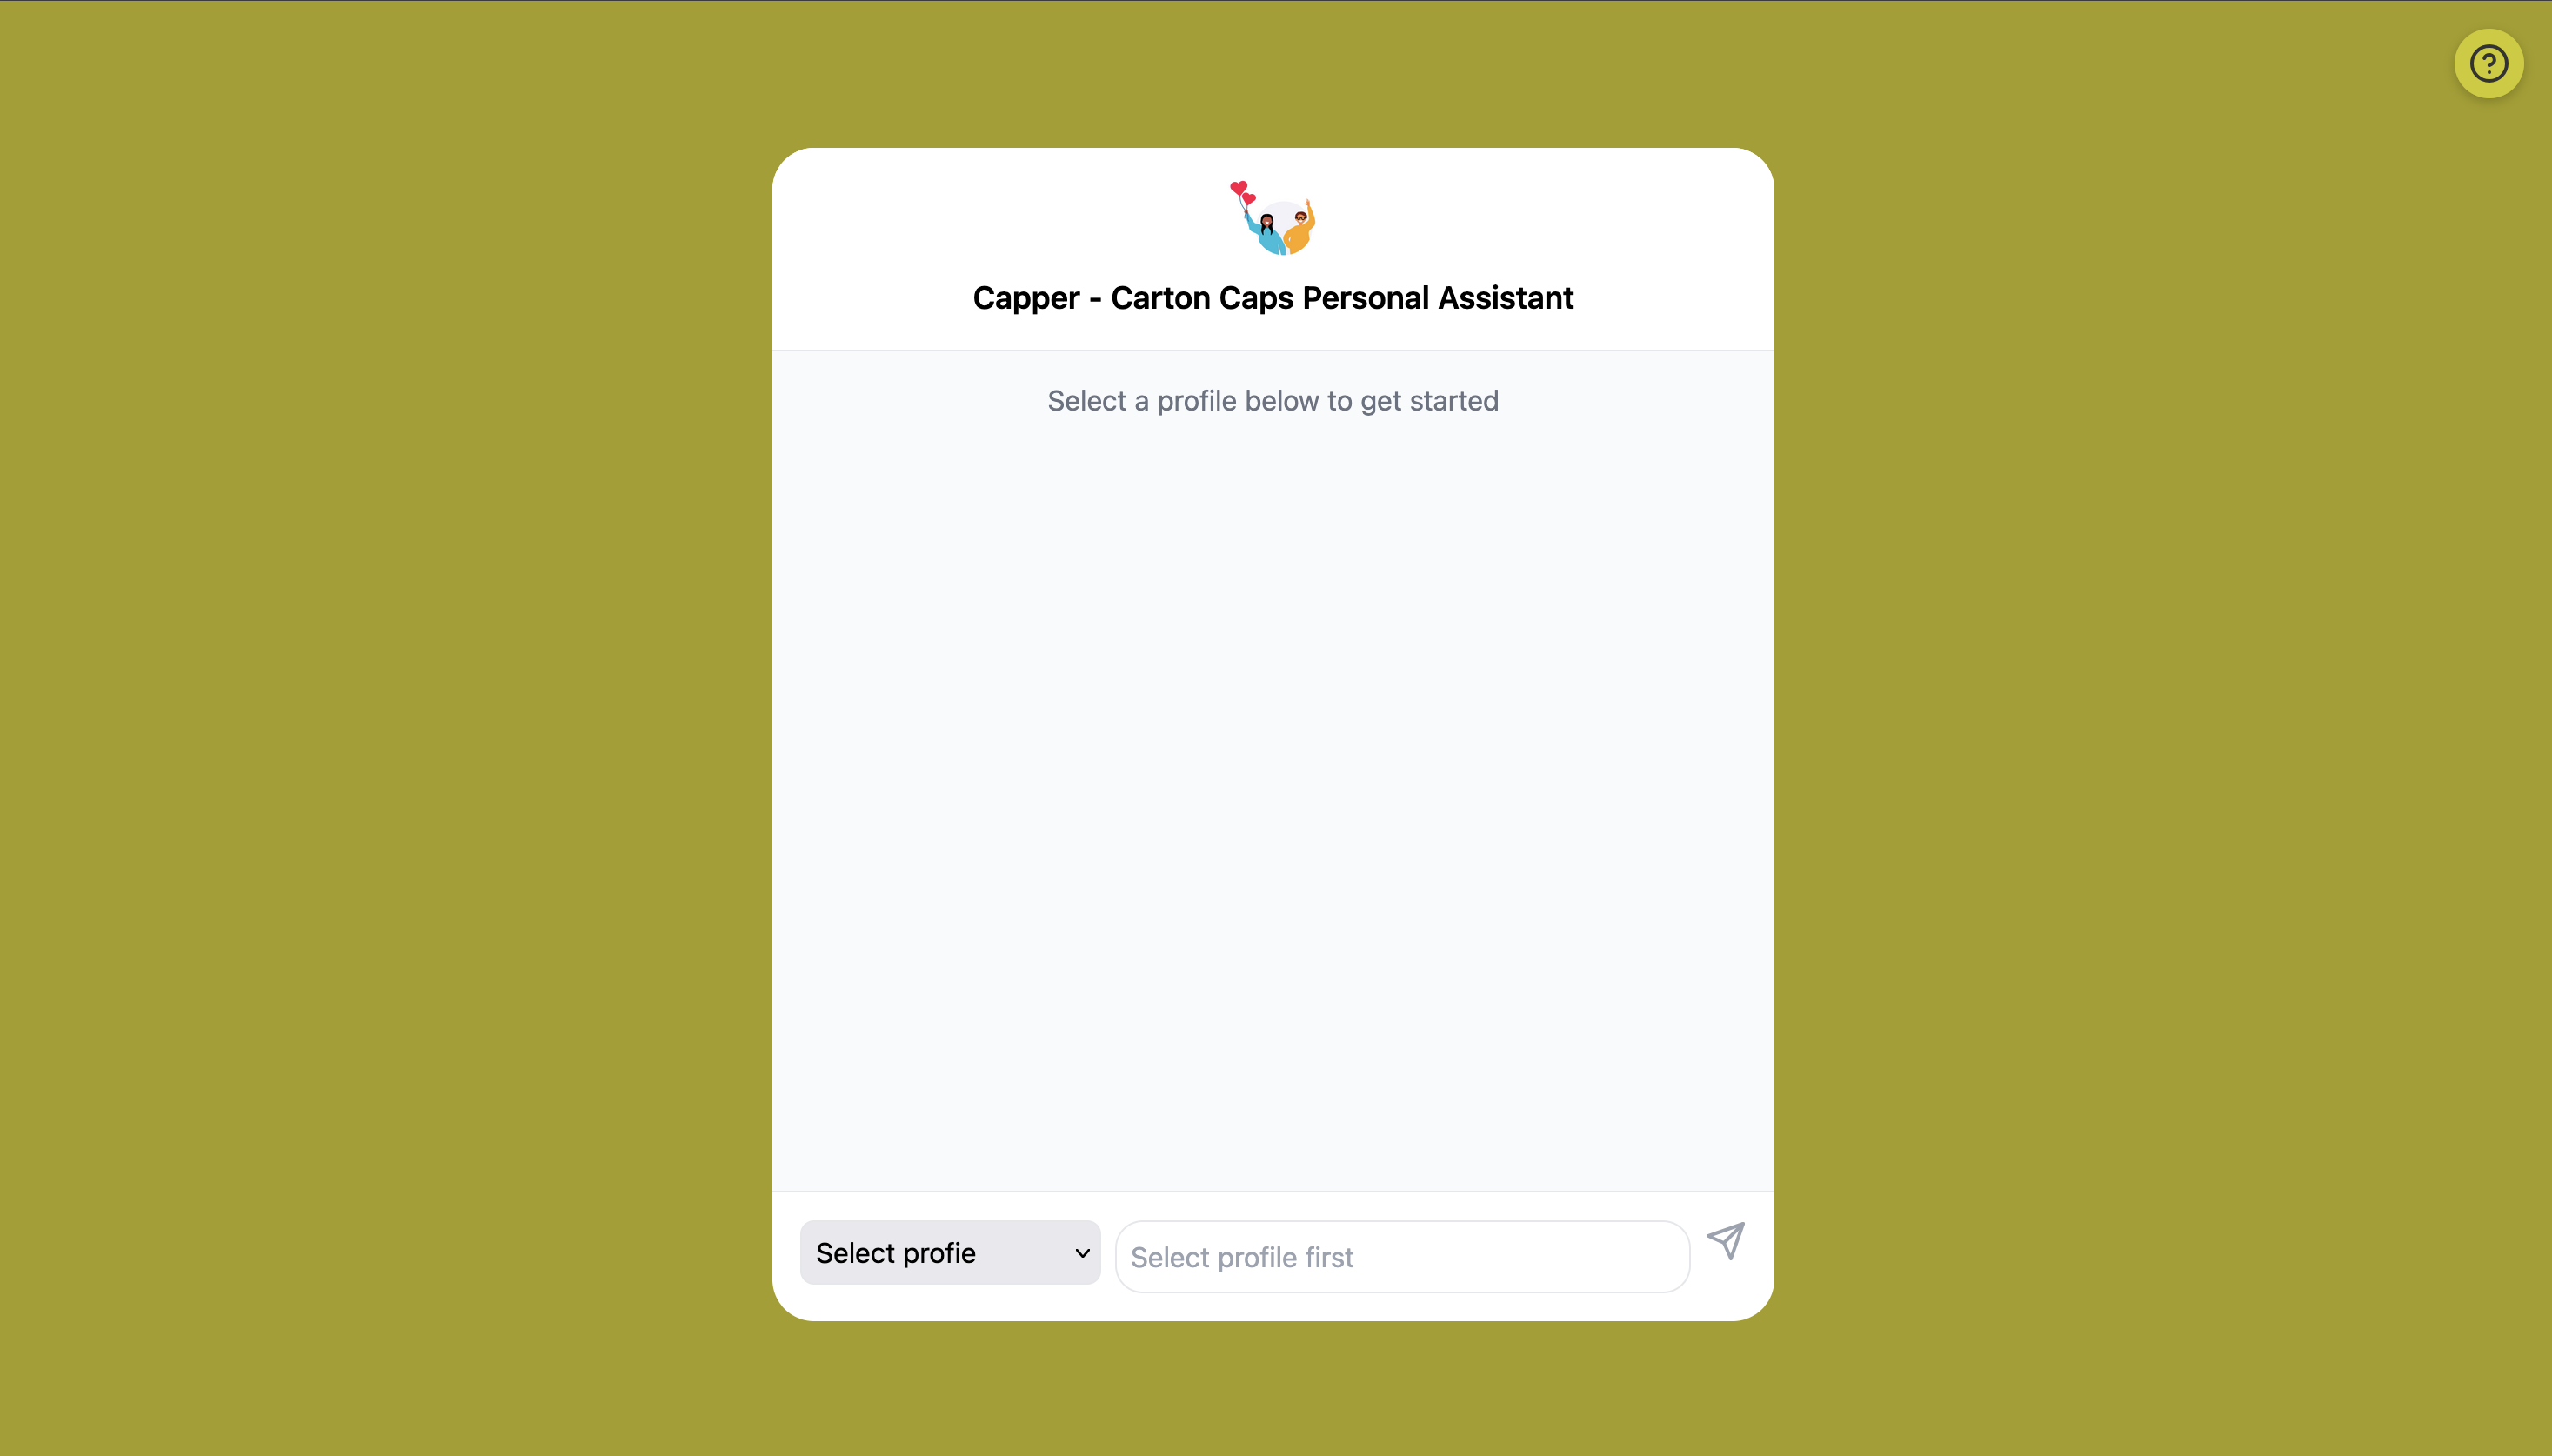 ?
Capper - Carton Caps Personal Assistant
Select a profile below to get started
Select profie
Select profile first